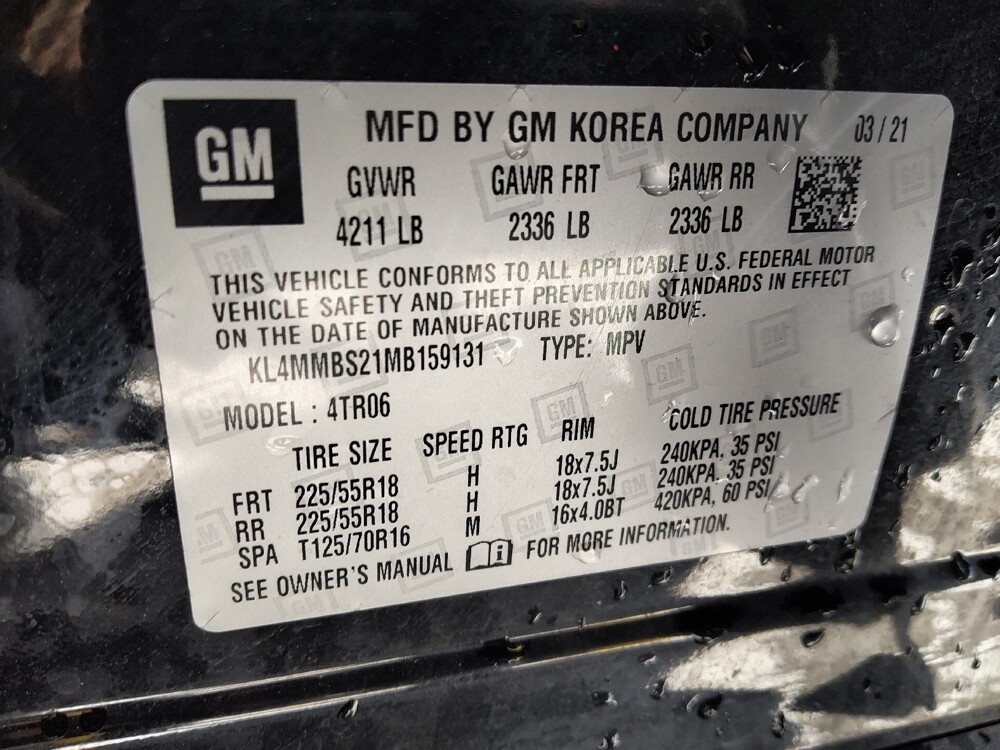 GM
MFD BY GM KOREA COMPANY 03/21
GVWR GAWR FRT GAWR RR
4211 LB 2336 LB 2336 LB
THIS VEHICLE CONFORMS TO ALL APPLICABLE U.S. FEDERAL MOTOR
VEHICLE SAFETY AND THEFT PREVENTION STANDARDS IN EFFECT
ON THE DATE OF MANUFACTURE SHOWN ABOVE.
KL4MMBS21MB159131 TYPE: MPV
MODEL : 4TR06
TIRE SIZE SPEED RTG RIM COLD TIRE PRESSURE
FRT 225/55R18 H 18x7.5J 240KPA, 35 PSI
RR 225/55R18 H 18x7.5J 240KPA, 35 PSI
SPA T125/70R16 M 16x4.0BT 420KPA, 60 PSI
SEE OWNER'S MANUAL FOR MORE INFORMATION.